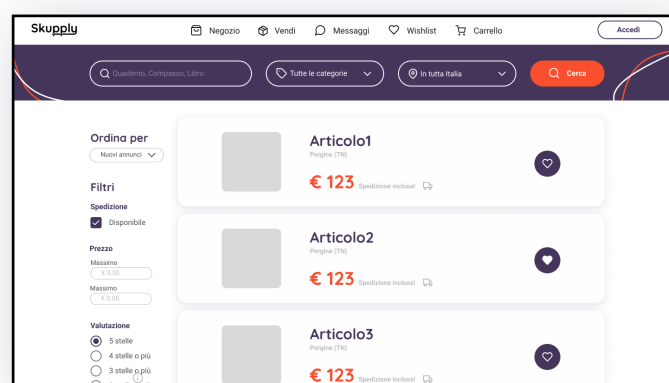 Skupply
Negozio Vendi Messaggi Wishlist Carrello Accedi
Quaderno, Compasso, Libro Tutte le categorie In tutta Italia Cerca
Ordina per
Nuovi annunci
Filtri
Spedizione
Disponibile
Prezzo
Massimo
€ 0.00
Massimo
€ 0.00
Valutazione
5 stelle
4 stelle o più
3 stelle o più
Articolo1
Pergine (TN)
€ 123 Spedizione inclusa!
Articolo2
Pergine (TN)
€ 123 Spedizione inclusa!
Articolo3
Pergine (TN)
€ 123 Spedizione inclusa!